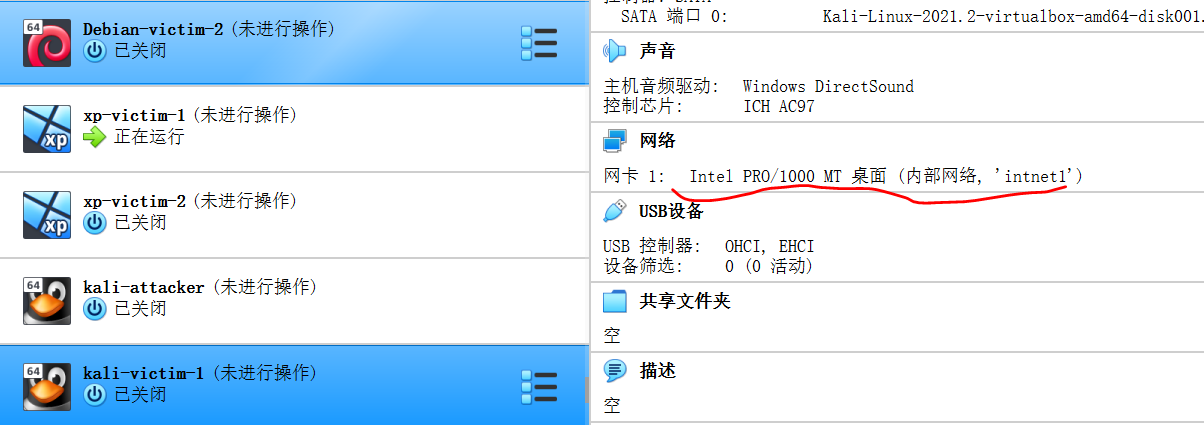 Debian-victim-2 (未进行操作)
已关闭
xp-victim-1 (未进行操作)
正在运行
xp-victim-2 (未进行操作)
已关闭
kali-attacker (未进行操作)
已关闭
kali-victim-1 (未进行操作)
已关闭
SATA 端口 0: Kali-Linux-2021.2-virtualbox-amd64-disk001.
声音
主机音频驱动: Windows DirectSound
控制芯片: ICH AC97
网络
网卡 1: Intel PRO/1000 MT 桌面 (内部网络, 'intnet1')
USB设备
USB 控制器: OHCI, EHCI
设备筛选: 0 (0 活动)
共享文件夹
空
描述
空